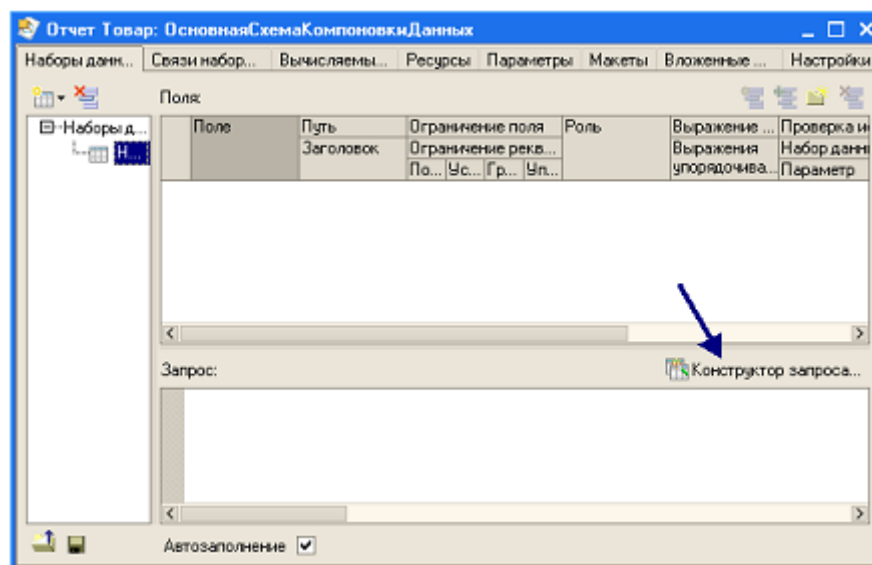 Отчет Товар: ОсновнаяСхемаКомпоновкиДанных
Наборы данн... Связи набор... Вычисляемы... Ресурсы Параметры Макеты Вложенные ... Настройки
Поля:
Наборы д...
Н...
Поле Путь Ограничение поля Роль Выражение ... Проверка и
Заголовок Ограничение рекв... Выражения Набор данн
По... Ус... Гр... Уп... упорядочива... Параметр
Запрос: Конструктор запроса...
Автозаполнение